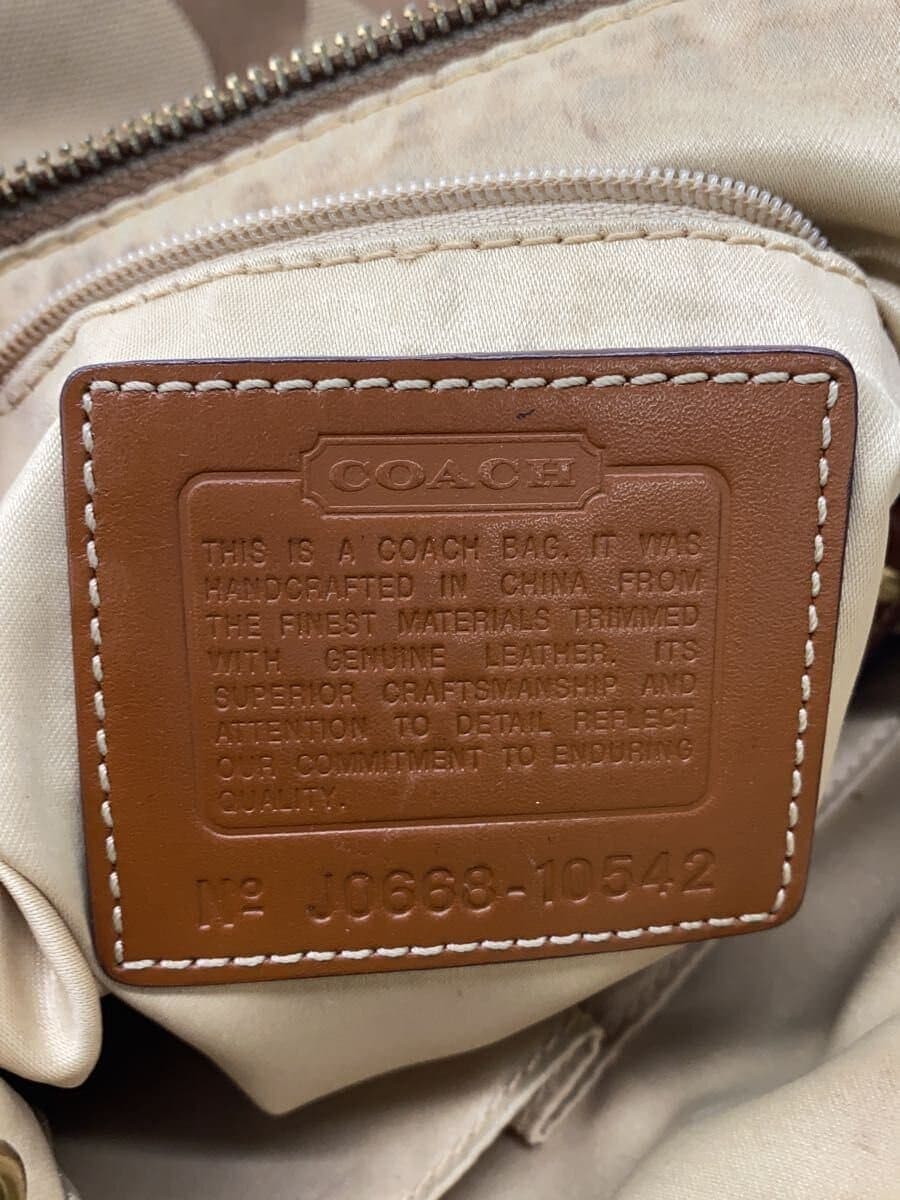 COACH
THIS IS A COACH BAG. IT WAS
HANDCRAFTED IN CHINA FROM
THE FINEST MATERIALS TRIMMED
WITH GENUINE LEATHER. ITS
SUPERIOR CRAFTSMANSHIP AND
ATTENTION TO DETAIL REFLECT
OUR COMMITMENT TO ENDURING
QUALITY.
Nº J0668-10542